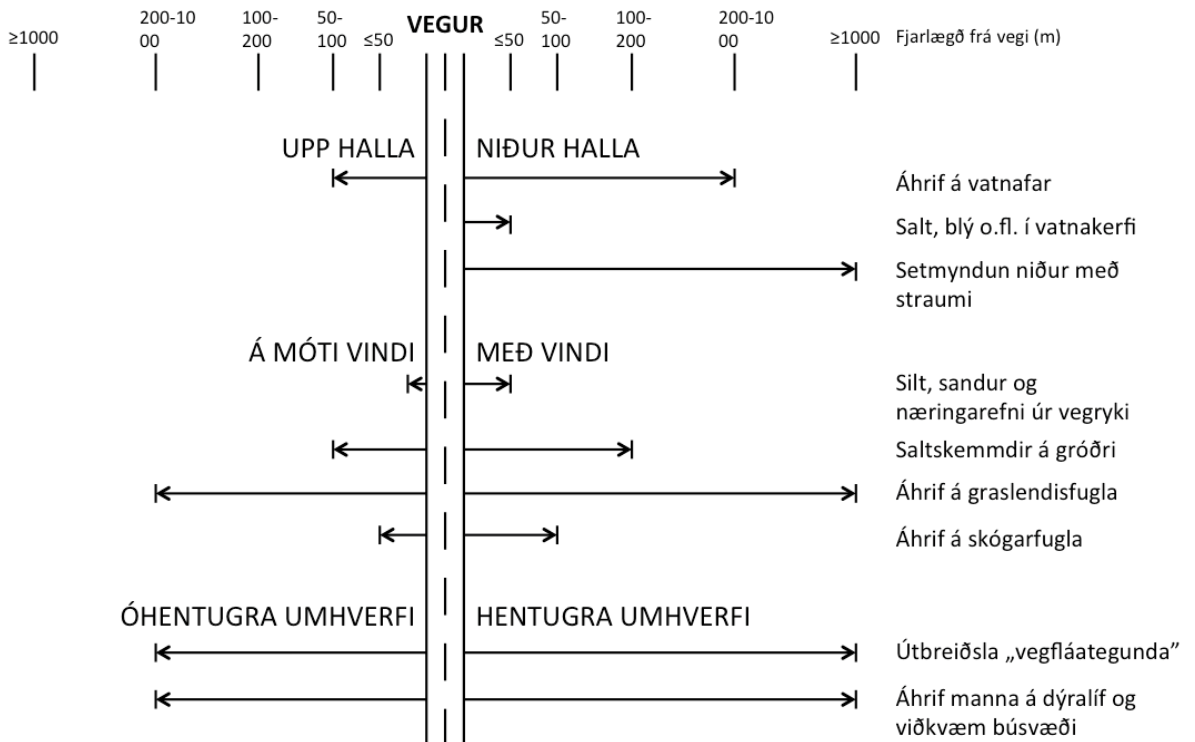 ≥1000
200-10
00
100-
200
50-
100
≤50
VEGUR
≤50
50-
100
100-
200
200-10
00
≥1000
Fjarlægð frá vegi (m)
UPP HALLA
NIÐUR HALLA
Áhrif á vatnafar
Salt, blý o.fl. í vatnakerfi
Setmyndun niður með
straumi
Á MÓTI VINDI
MEÐ VINDI
Silt, sandur og
næringarefni úr vegryki
Saltskemmdir á gróðri
Áhrif á graslendisfugla
Áhrif á skógarfugla
ÓHENTUGRA UMHVERFI
HENTUGRA UMHVERFI
Útbreiðsla „vegfláategunda”
Áhrif manna á dýralíf og
viðkvæm búsvæði